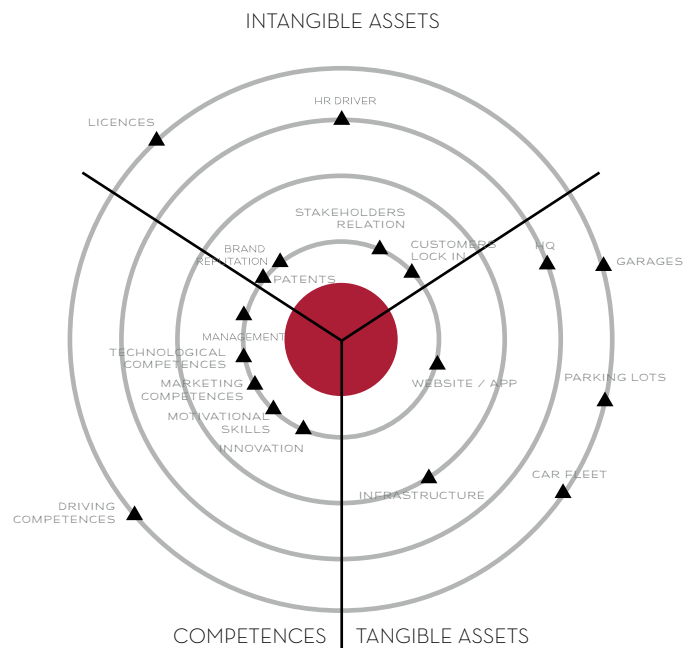 INTANGIBLE ASSETS
HR DRIVER
LICENCES
STAKEHOLDERS
RELATION
CUSTOMERS
LOCK IN
HQ
GARAGES
BRAND
REPUTATION
PATENTS
MANAGEMENT
TECHNOLOGICAL
COMPETENCES
MARKETING
COMPETENCES
WEBSITE / APP
PARKING LOTS
MOTIVATIONAL
SKILLS
INNOVATION
CAR FLEET
INFRASTRUCTURE
DRIVING
COMPETENCES
COMPETENCES
TANGIBLE ASSETS